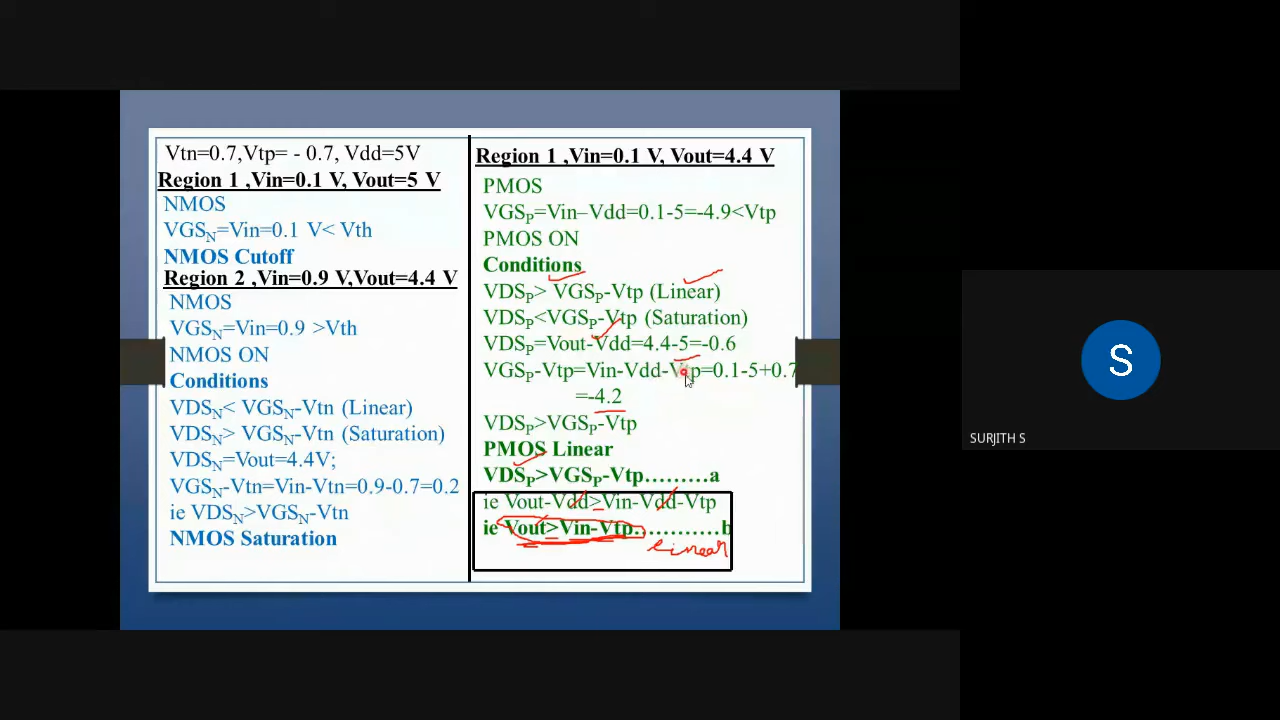 Vtn=0.7,Vtp= - 0.7, Vdd=5V
Region 1 ,Vin=0.1 V, Vout=5 V
NMOS
VGSN=Vin=0.1 V< Vth
NMOS Cutoff
Region 2 ,Vin=0.9 V,Vout=4.4 V
NMOS
VGSN=Vin=0.9 >Vth
NMOS ON
Conditions
VDSN< VGSN-Vtn (Linear)
VDSN> VGSN-Vtn (Saturation)
VDSN=Vout=4.4V;
VGSN-Vtn=Vin-Vtn=0.9-0.7=0.2
ie VDSN>VGSN-Vtn
NMOS Saturation
Region 1 ,Vin=0.1 V, Vout=4.4 V
PMOS
VGSP=Vin–Vdd=0.1-5=-4.9<Vtp
PMOS ON
Conditions
VDSP> VGSP-Vtp (Linear)
VDSP<VGSP-Vtp (Saturation)
VDSP=Vout-Vdd=4.4-5=-0.6
VGSP-Vtp=Vin-Vdd-Vtp=0.1-5+0.7
=-4.2
VDSP>VGSP-Vtp
PMOS Linear
VDSP>VGSP-Vtp………a
ie Vout-Vdd>Vin-Vdd-Vtp
ie Vout>Vin-Vtp…………b
linear
S
SURJITH S